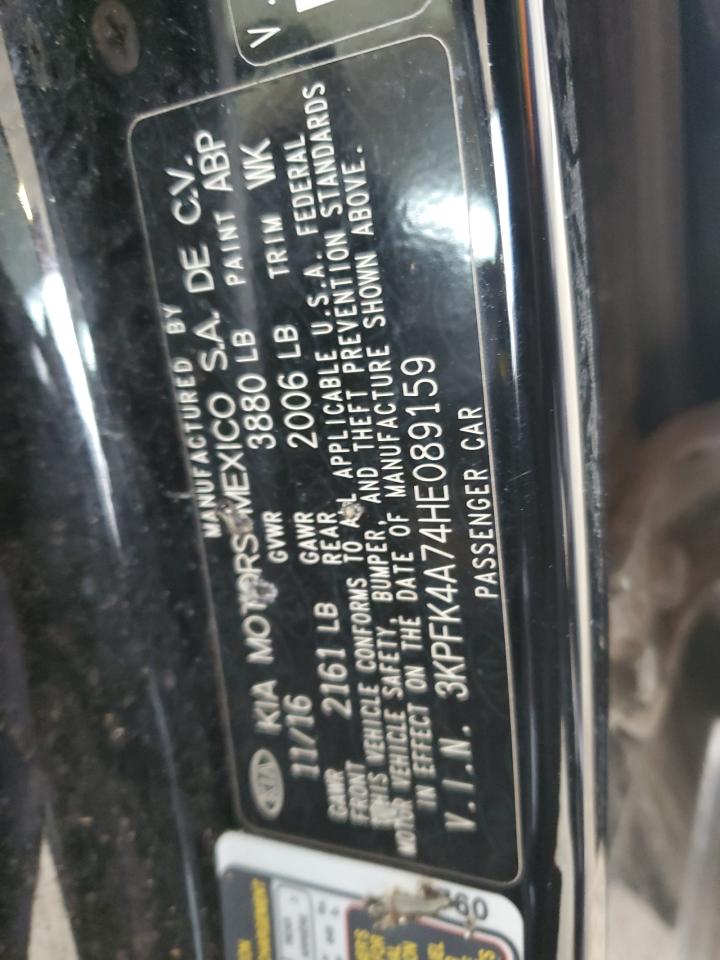 V.
MANUFACTURED BY
KIA KIA MOTORS MEXICO S.A. DE C.V.
11/16 GVWR 3880 LB PAINT ABP
GAWR FRONT 2161 LB GAWR REAR 2006 LB TRIM WK
THIS VEHICLE CONFORMS TO ALL APPLICABLE U.S.A. FEDERAL
MOTOR VEHICLE SAFETY, BUMPER, AND THEFT PREVENTION STANDARDS
IN EFFECT ON THE DATE OF MANUFACTURE SHOWN ABOVE.
V.I.N. 3KPFK4A74HE089159
PASSENGER CAR
60